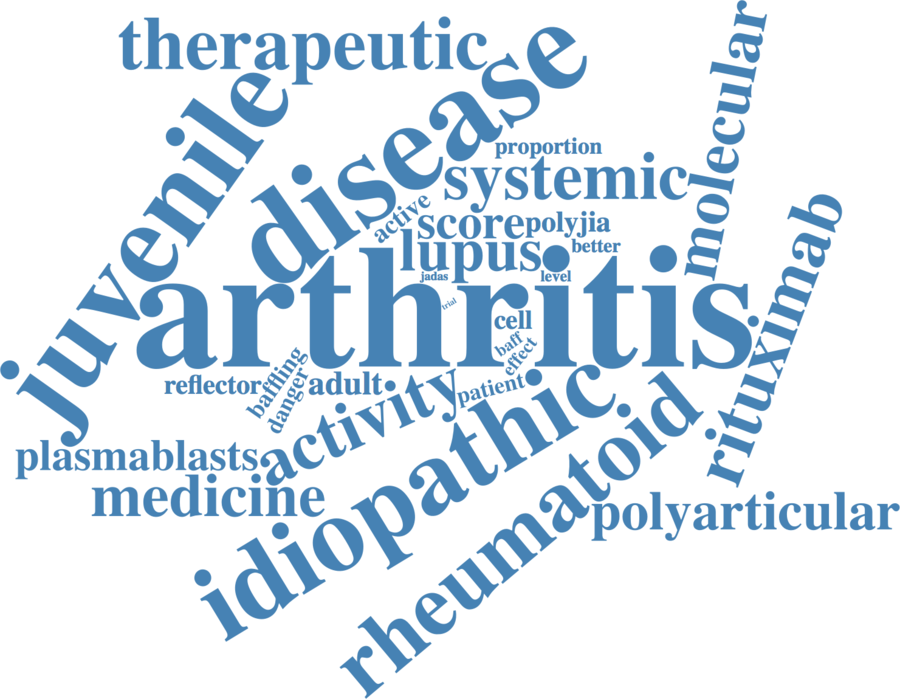 therapeutic
disease
juvenile
molecular
proportion
systemic
active
score
polyjia
lupus
better
rituximab
jadas
level
arthritis
trial
cell
baff
effect
reflector
baffling
adult
danger
activity
patient
plasmablasts
idiopathic
rheumatoid
medicine
polyarticular